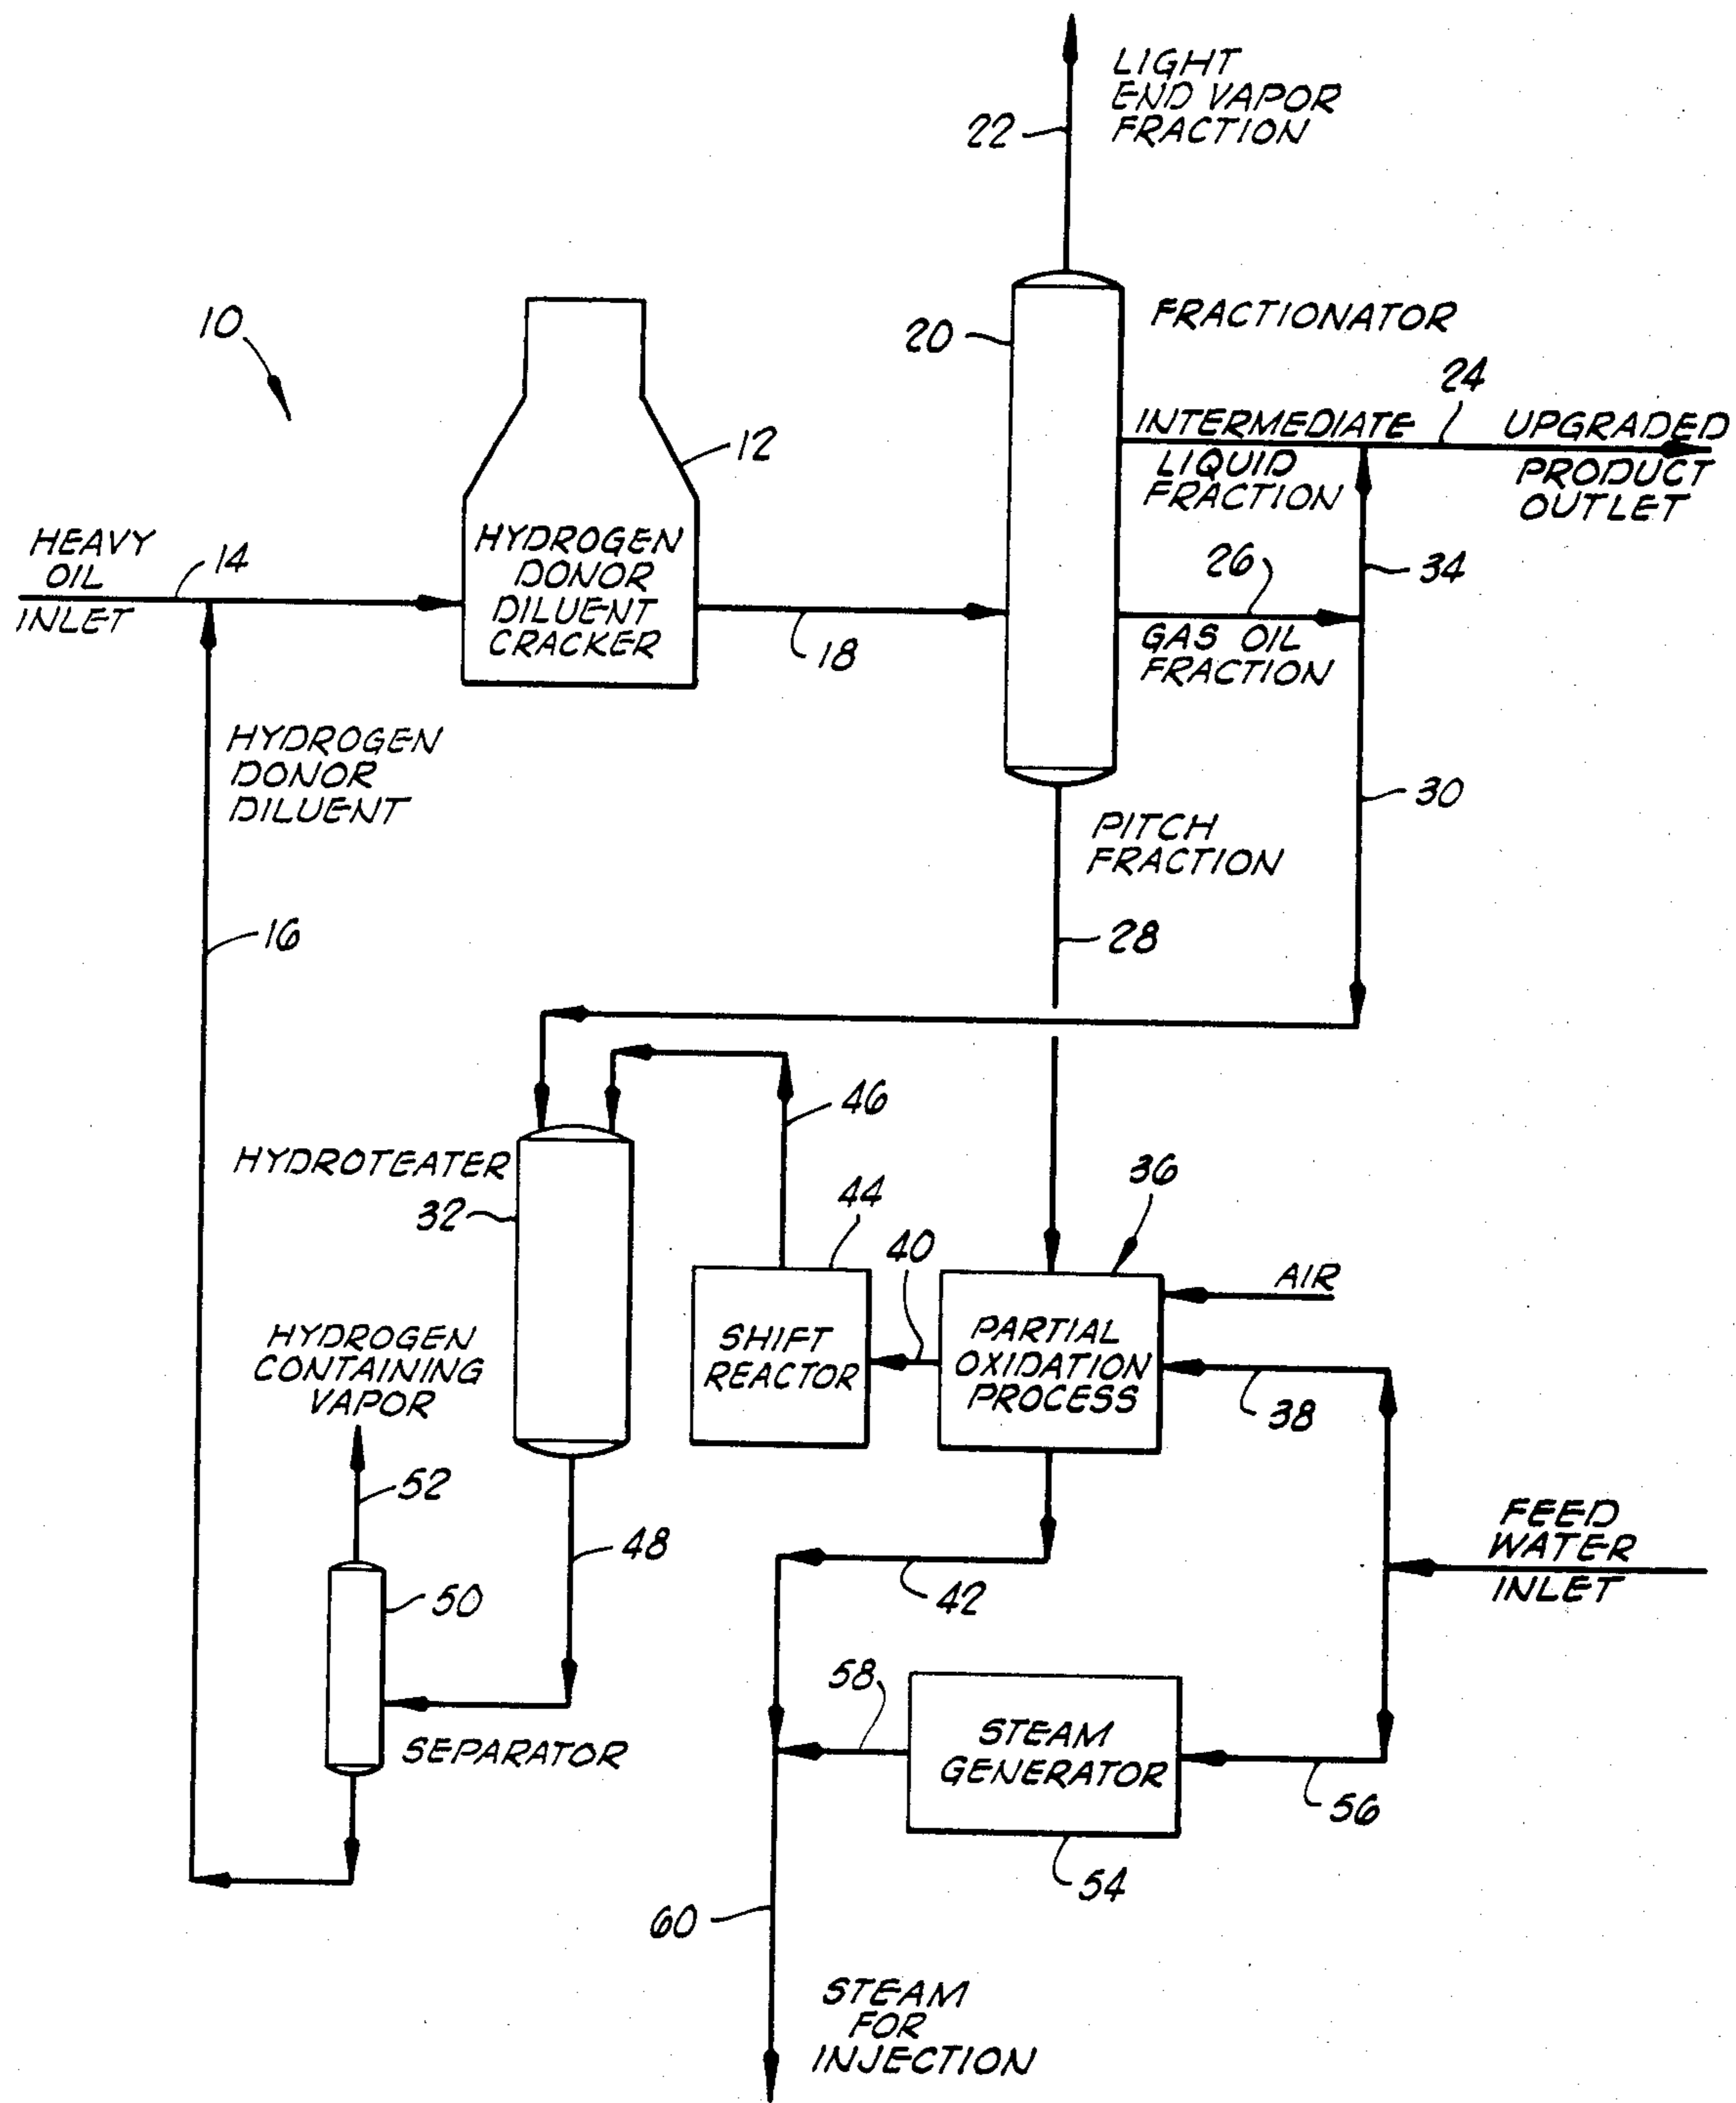 LIGHT
END VAPOR
FRACTION
22
10
20
FRACTIONATOR
12
24
INTERMEDIATE
LIQUID
FRACTION
UPGRADED
PRODUCT
OUTLET
HEAVY
OIL
INLET
14
HYDROGEN
DONOR
DILUENT
CRACKER
18
26
34
GAS OIL
FRACTION
HYDROGEN
DONOR
DILUENT
30
PITCH
FRACTION
16
28
46
HYDROTEATER
32
44
40
36
AIR
SHIFT
REACTOR
PARTIAL
OXIDATION
PROCESS
38
HYDROGEN
CONTAINING
VAPOR
52
48
50
42
FEED
WATER
INLET
58
SEPARATOR
STEAM
GENERATOR
56
54
60
STEAM
FOR
INJECTION